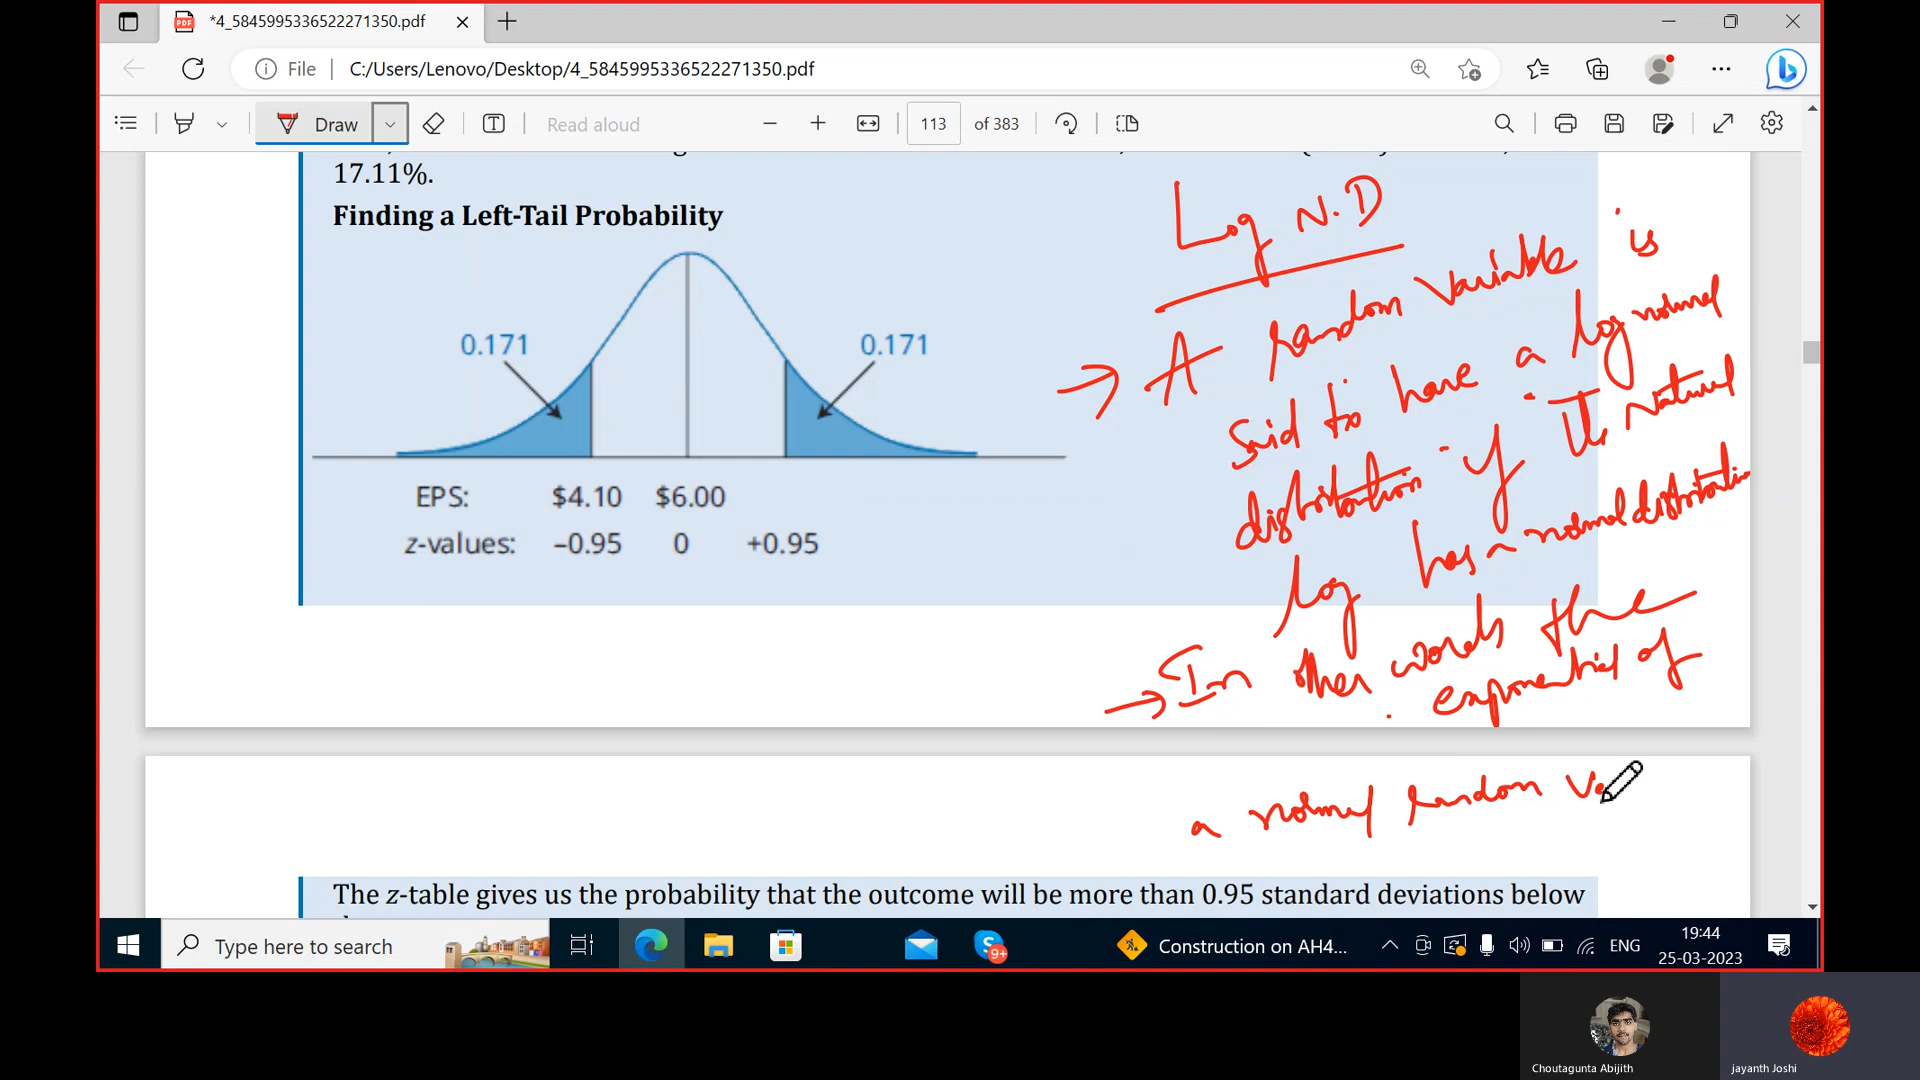 *4_5845995336522271350.pdf
File
C:/Users/Lenovo/Desktop/4_5845995336522271350.pdf
Draw
Read aloud
113 of 383
17.11%.
Finding a Left-Tail Probability
0.171 0.171
EPS: $4.10 $6.00
z-values: –0.95 0 +0.95
Log N.D
→ A random variable is
said to have a log normal
distribution if the Natural
log has a normal distribution
→ In other words the
exponential of
a normal random va
The z-table gives us the probability that the outcome will be more than 0.95 standard deviations below
Type here to search
Construction on AH4...
ENG
19:44
25-03-2023
9+
Choutagunta Abijith
jayanth Joshi